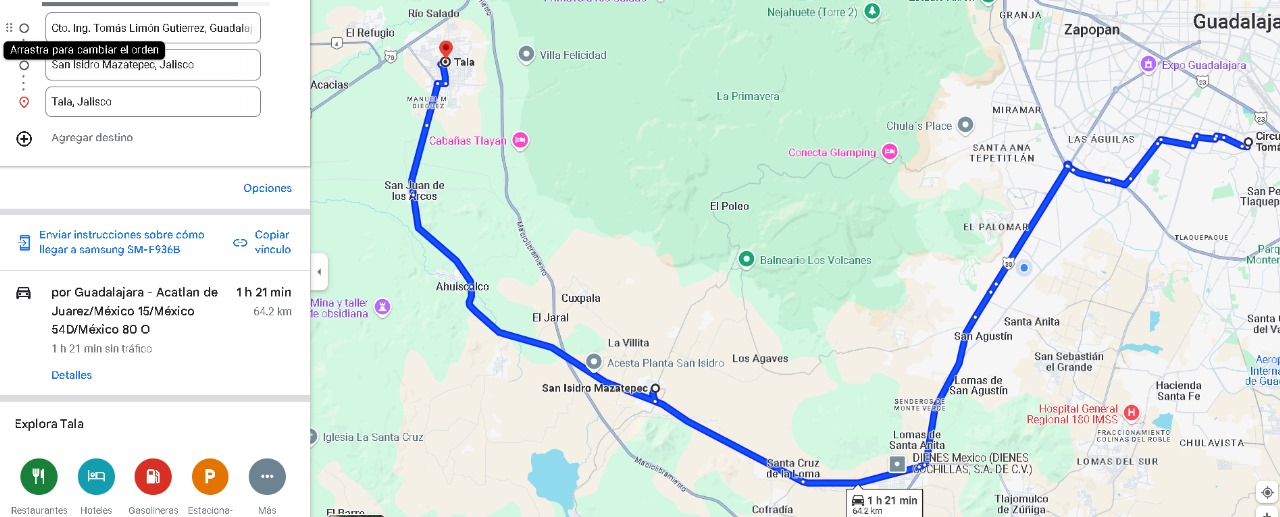 Cto. Ing. Tomás Limón Gutierrez, Guadala
Arrastra para cambiar el orden
San Isidro Mazatepec, Jalisco
Tala, Jalisco
Agregar destino
Opciones
Enviar instrucciones sobre cómo
llegar a samsung SM-F936B
Copiar
vínculo
por Guadalajara - Acatlan de
Juarez/México 15/México
54D/México 80 O
1 h 21 min
64.2 km
1 h 21 min sin tráfico
Detalles
Explora Tala
Restaurantes
Hoteles
P
Más
Río Salado
El Refugio
4
70
Tala
Acacias
Villa Felicidad
Nejahuete (Torre 2)
GRANJA
Zapopan
Guadalaja
Expo Guadalajara
23
23
La Primavera
MIRAMAR
Chula's Place
LAS ÁGUILAS
SANTA ANA
TEPETITLÁN
Cabañas Tlayan
Conecta Glamping
Circu
Tomá
San Pe
Tlaquep
San Juan de
los Arcos
El Poleo
EL PALOMAR
TLAQUEPAQUE
Macrolibramiento
Balneario Los Volcanes
80
Parq
Monten
Ahuisculco
Mina y taller
de obsidiana
Cuxpala
El Jaral
La Villita
Acesta Planta San Isidro
Los Agaves
San Agustín
Santa Anita
Santa Cr
del V
San Sebastián
el Grande
Aerop
Interna
de Gua
San Isidro Mazatepec
Lomas de
San Agustín
Hacienda
Santa Fe
SENDEROS DE
MONTE VERDE
Hospital General
Regional 180 IMSS
H
Iglesia La Santa Cruz
Lomas de
Santa Anita
FRACCIONAMIENTO
COLINAS DEL ROBLE
CHULAVISTA
DIENES Mexico (DIENES
S.A. DE C.V.)
LOMAS DEL SUR
Santa Cruz
de la Loma
Macrolibramiento
1 h 21 min
64.2 km
Cofradía
Tlajomulco
de Zúñiga
El Barro